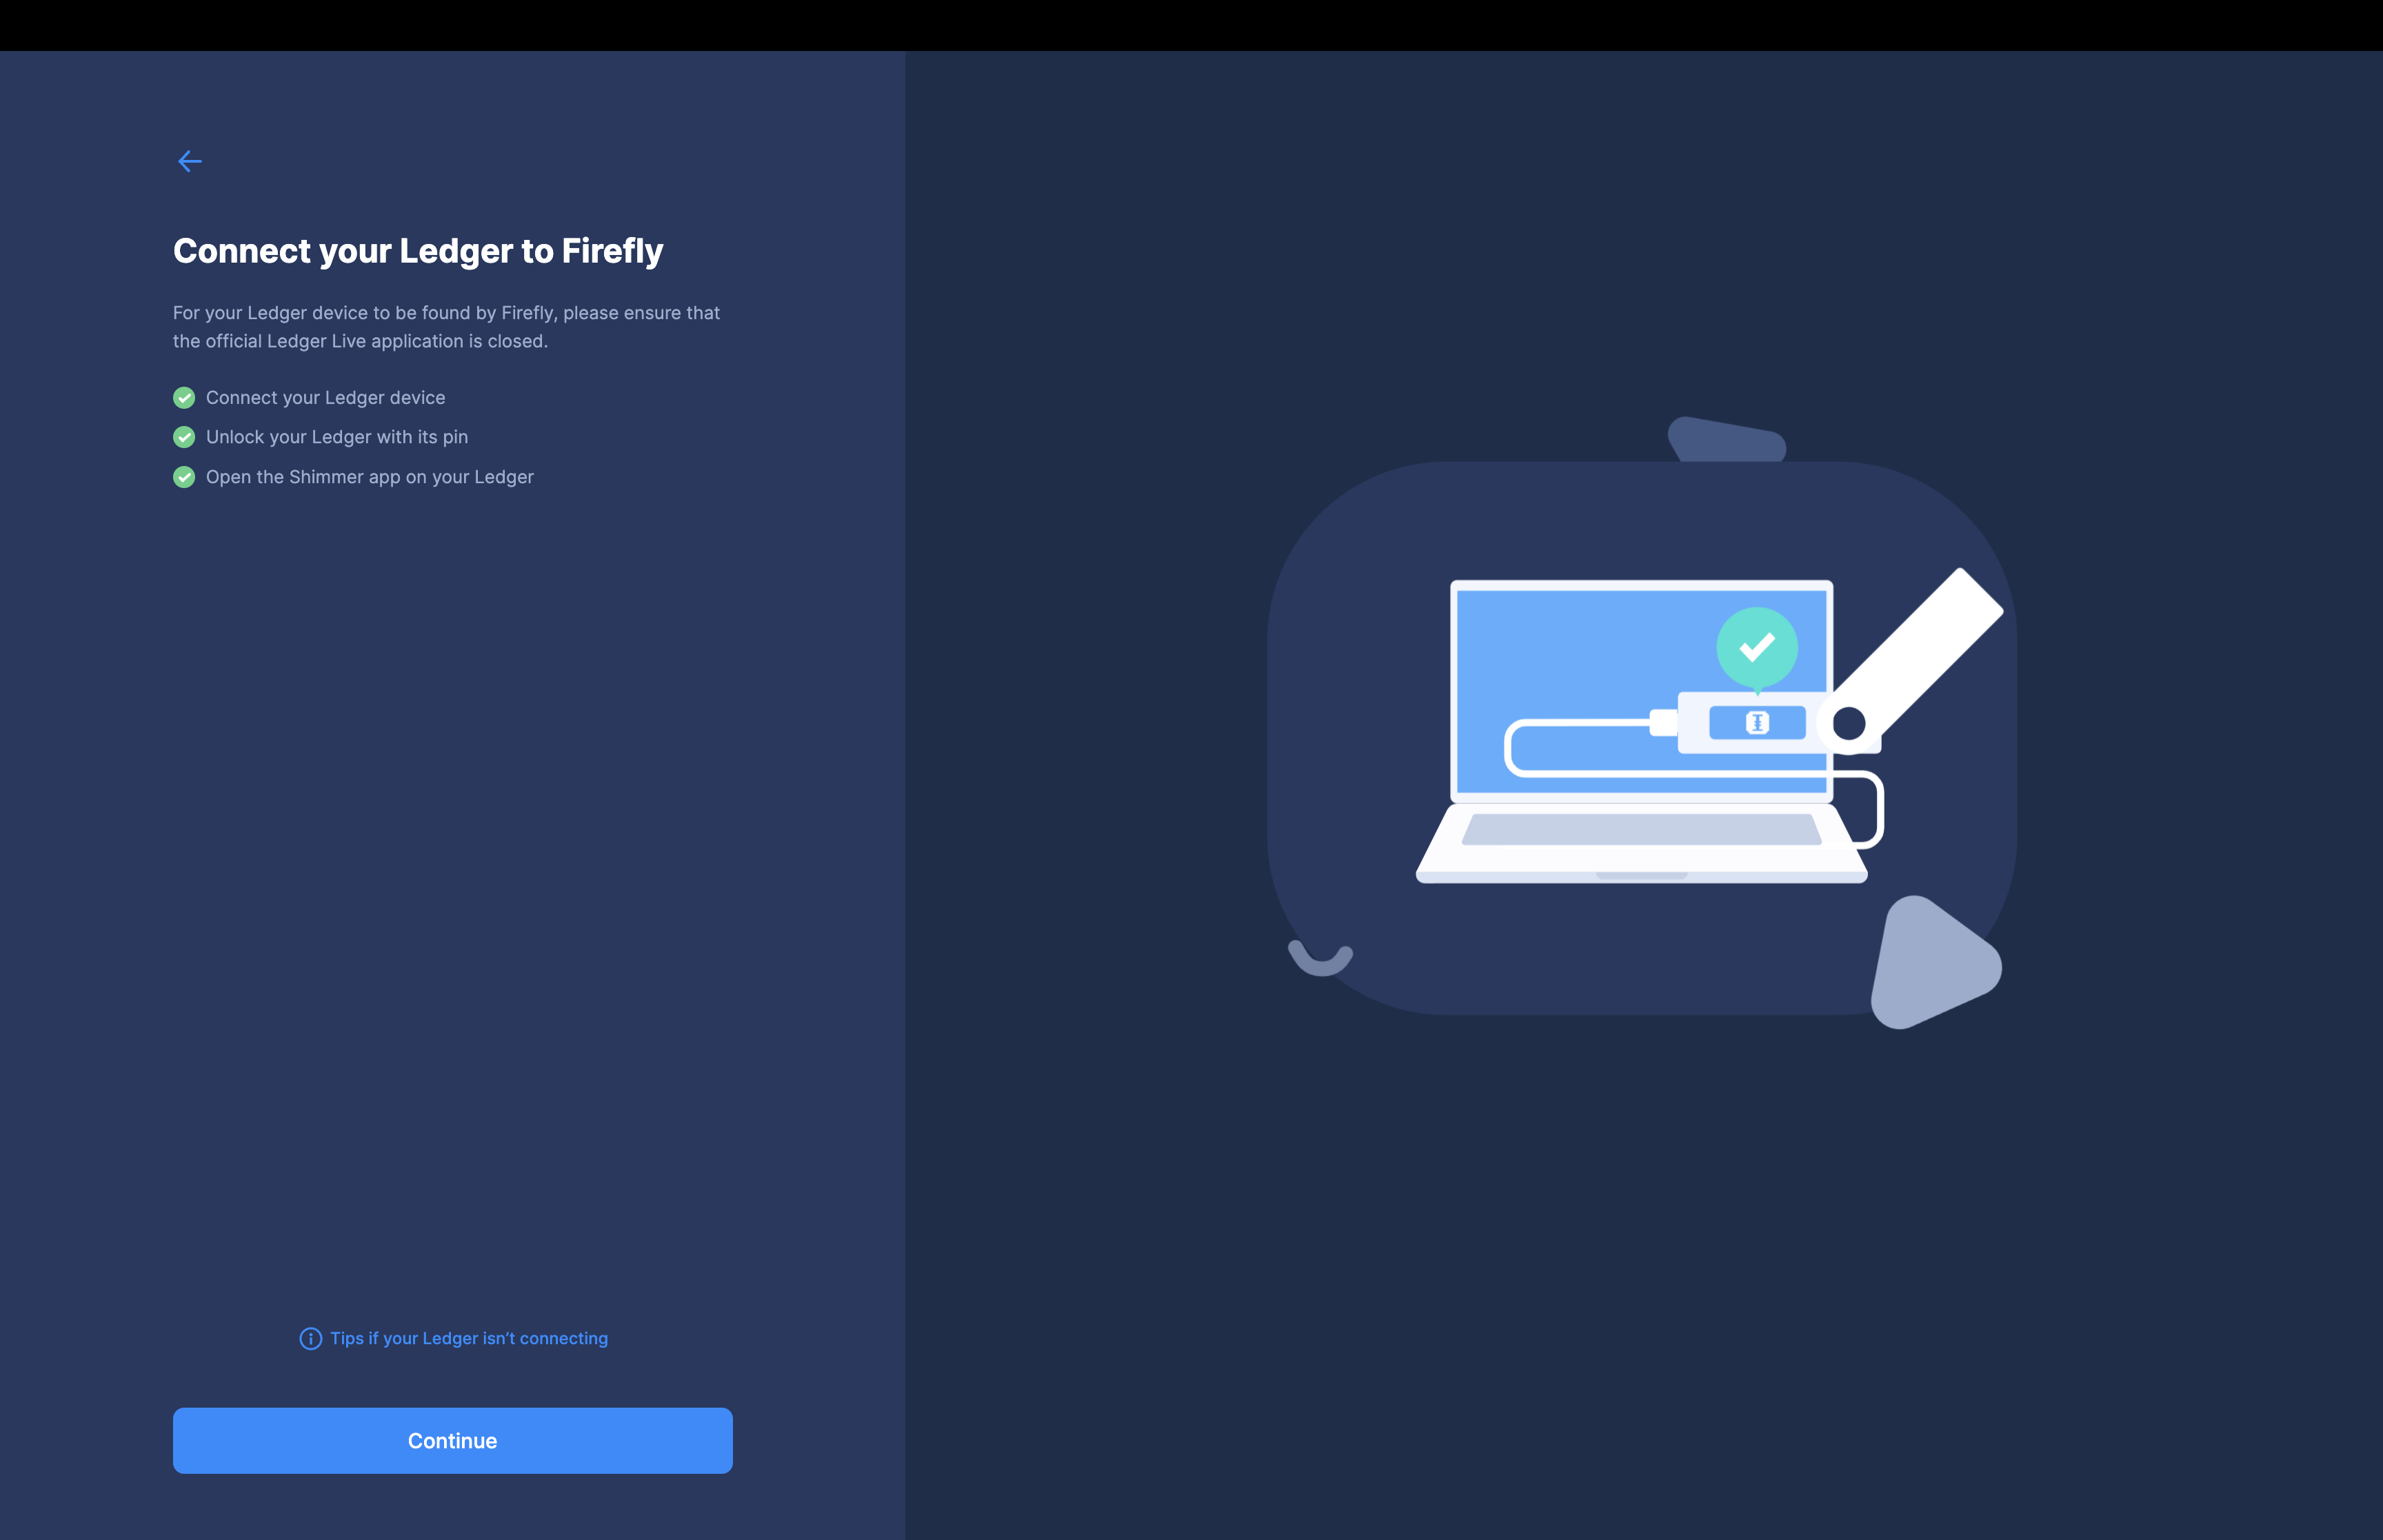 Connect your Ledger to Firefly
For your Ledger device to be found by Firefly, please ensure that
the official Ledger Live application is closed.
Connect your Ledger device
Unlock your Ledger with its pin
Open the Shimmer app on your Ledger
Tips if your Ledger isn’t connecting
Continue